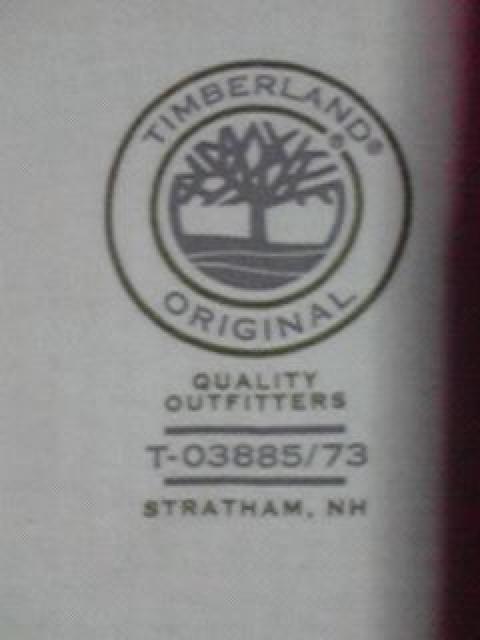 TIMBERLAND®
®
ORIGINAL
QUALITY
OUTFITTERS
T-03885/73
STRATHAM, NH